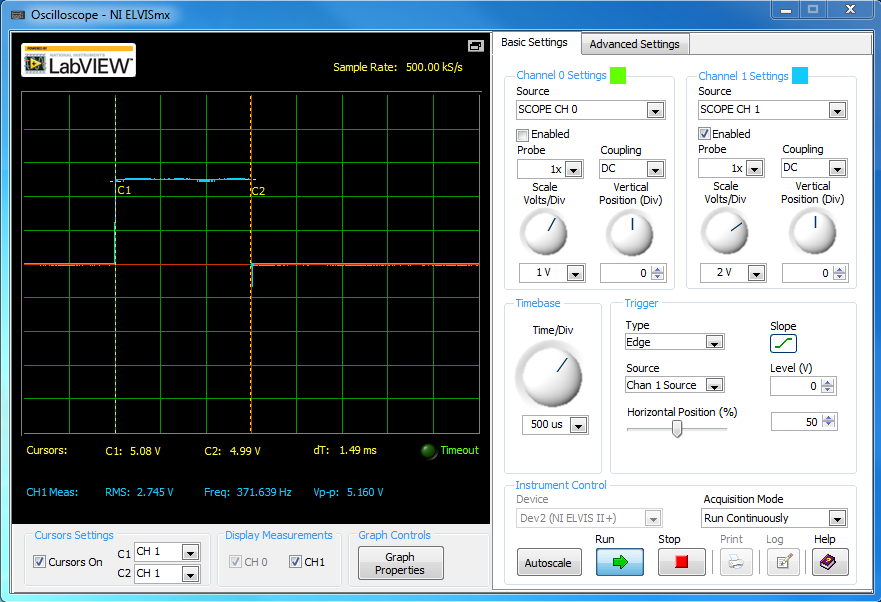 Oscilloscope - NI ELVISmx
POWERED BY
NATIONAL INSTRUMENTS
LabVIEW™
Sample Rate: 500.00 kS/s
C1
C2
Cursors: C1: 5.08 V C2: 4.99 V dT: 1.49 ms Timeout
CH1 Meas: RMS: 2.745 V Freq: 371.639 Hz Vp-p: 5.160 V
Cursors Settings
Cursors On
C1 CH 1
C2 CH 1
Display Measurements
CH 0 CH1
Graph Controls
Graph
Properties
Basic Settings Advanced Settings
Channel 0 Settings
Source
SCOPE CH 0
Enabled
Probe Coupling
1x DC
Scale Vertical
Volts/Div Position (Div)
1 V 0
Channel 1 Settings
Source
SCOPE CH 1
Enabled
Probe Coupling
1x DC
Scale Vertical
Volts/Div Position (Div)
2 V 0
Timebase
Time/Div
500 us
Trigger
Type Slope
Edge
Source Level (V)
Chan 1 Source 0
Horizontal Position (%)
50
Instrument Control
Device Acquisition Mode
Dev2 (NI ELVIS II+) Run Continuously
Run Stop Print Log Help
Autoscale